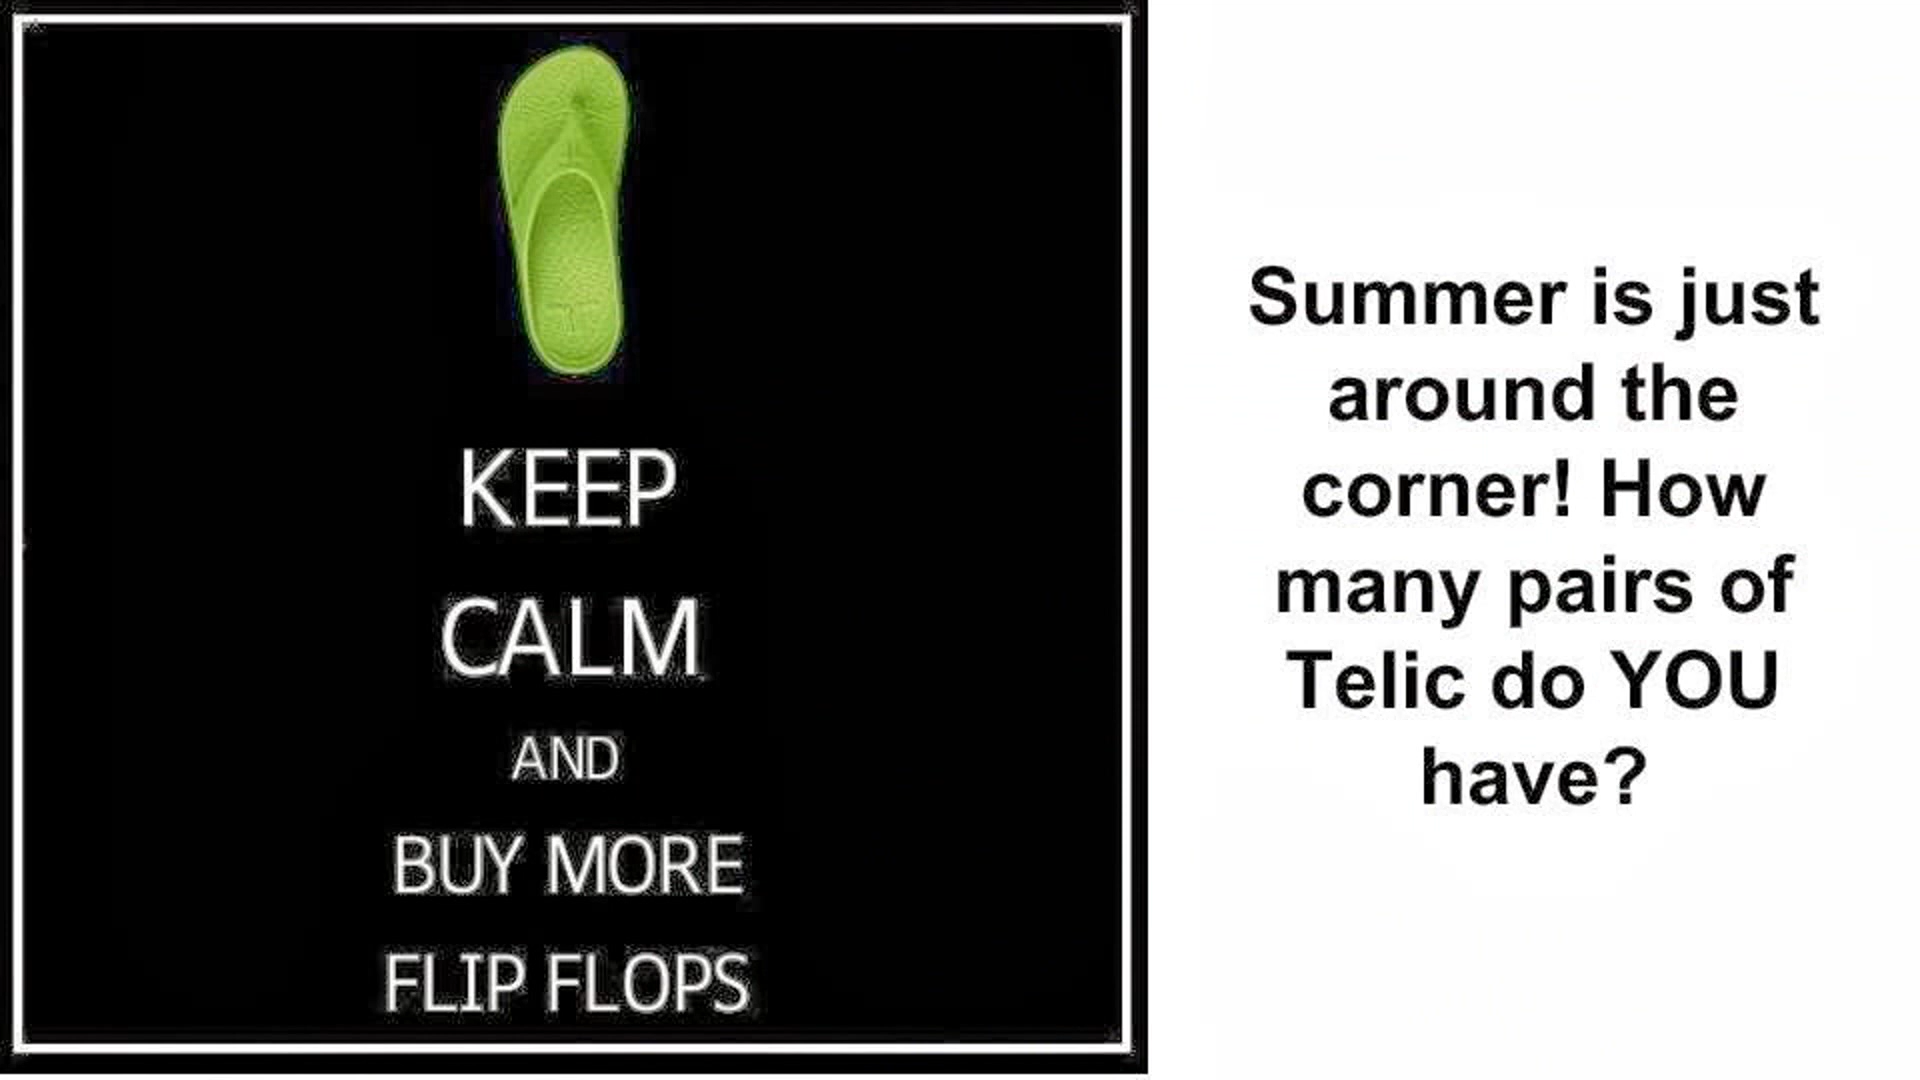 KEEP
CALM
AND
BUY MORE
FLIP FLOPS
Summer is just
around the
corner! How
many pairs of
Telic do YOU
have?